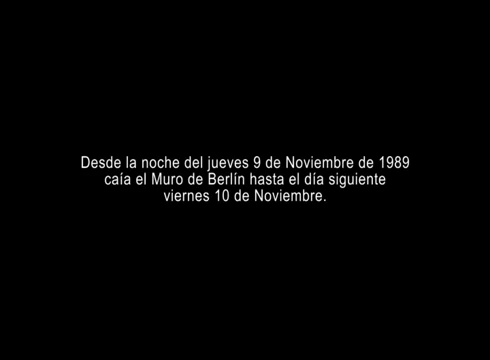 Desde la noche del jueves 9 de Noviembre de 1989
caía el Muro de Berlín hasta el día siguiente
viernes 10 de Noviembre.